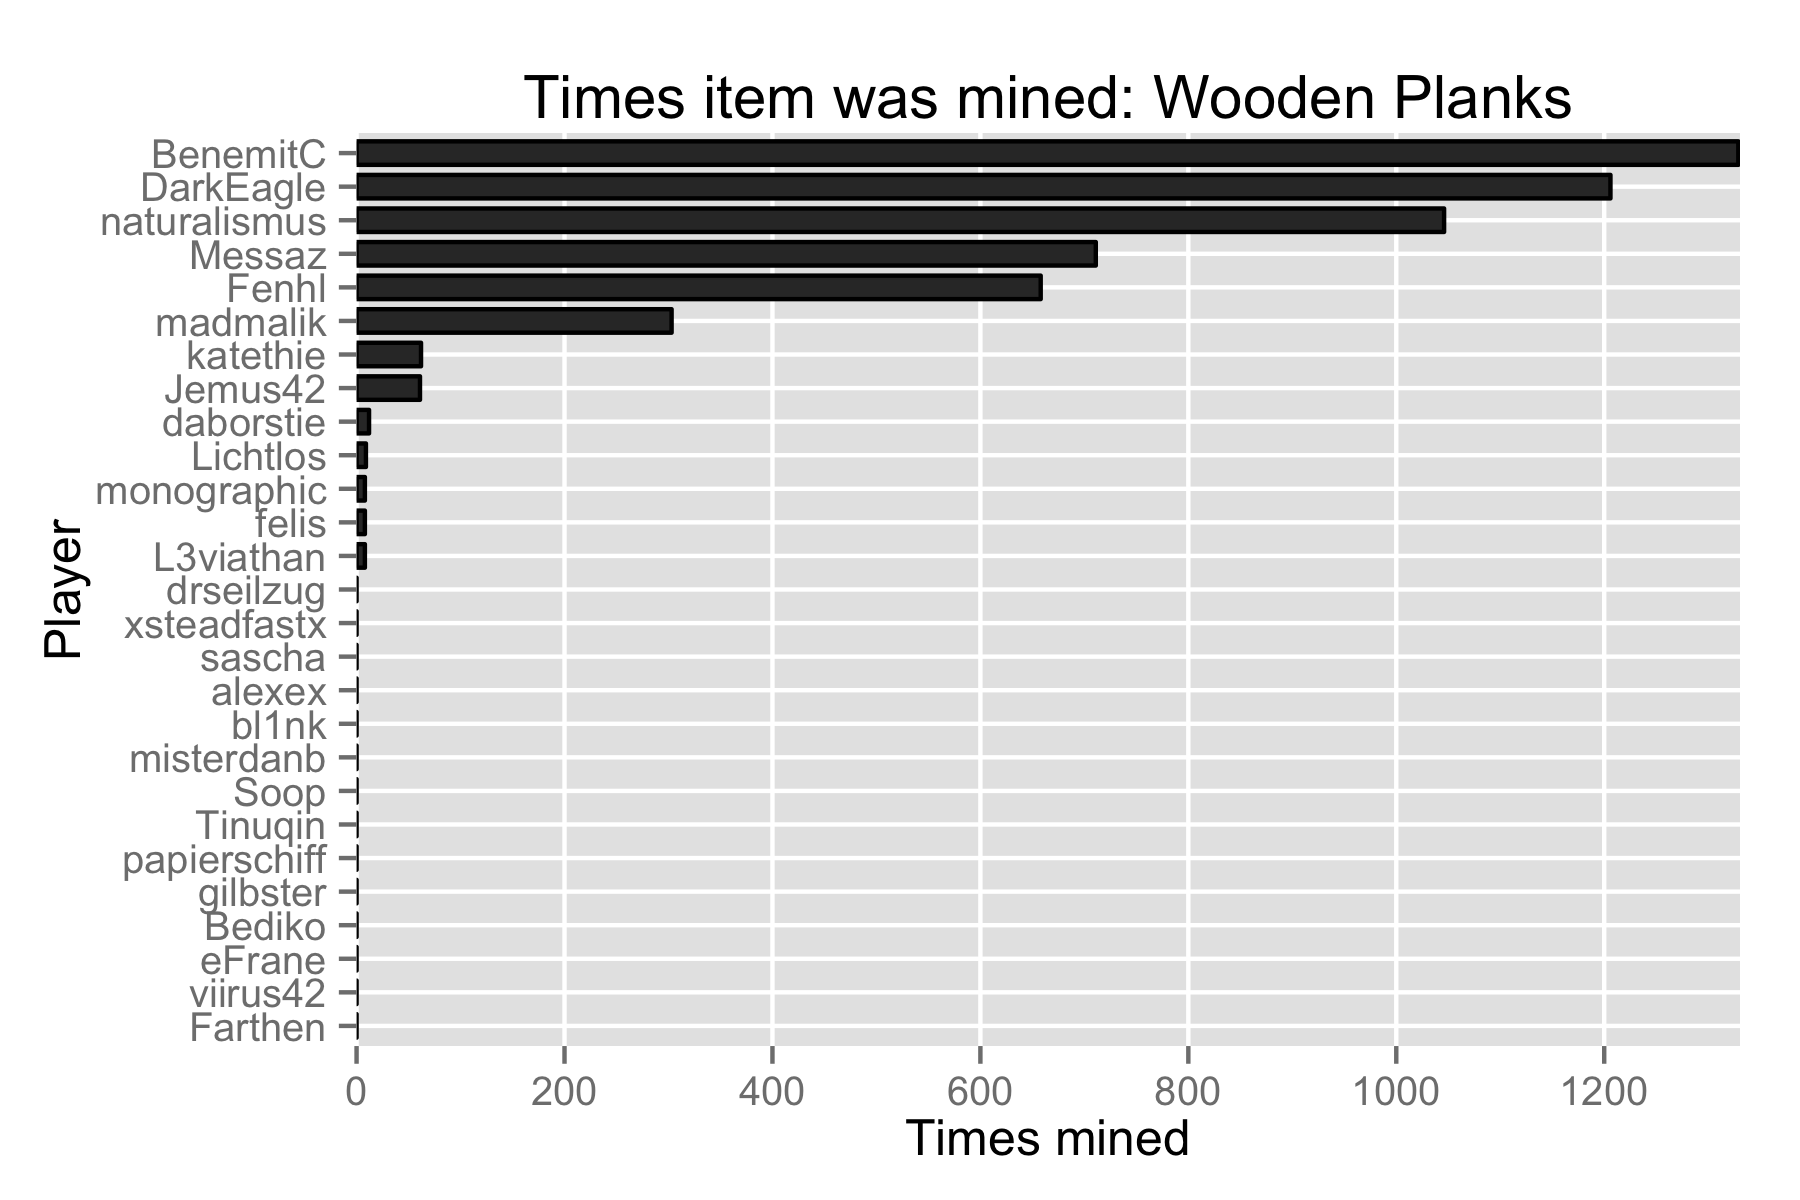 Times item was mined: Wooden Planks
BenemitC
DarkEagle
naturalismus
Messaz
Fenhl
madmalik
katethie
Jemus42
daborstie
Lichtlos
monographic
felis
L3viathan
drseilzug
xsteadfastx
sascha
alexex
bl1nk
misterdanb
Soop
Tinuqin
papierschiff
gilbster
Bediko
eFrane
viirus42
Farthen
Player
0 200 400 600 800 1000 1200
Times mined